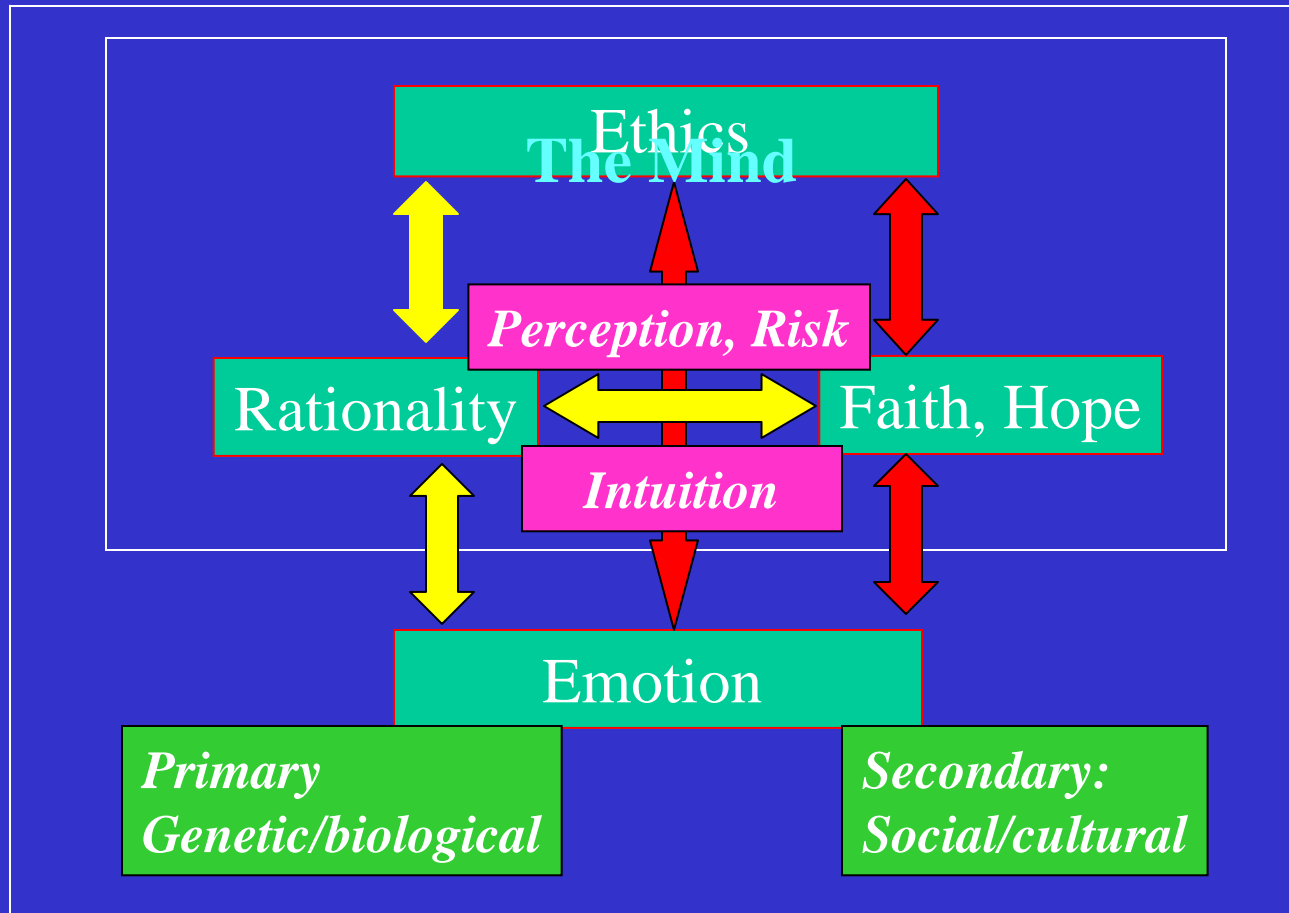 Ethics
The Mind
Perception, Risk
Rationality
Faith, Hope
Intuition
Emotion
Primary
Genetic/biological
Secondary:
Social/cultural